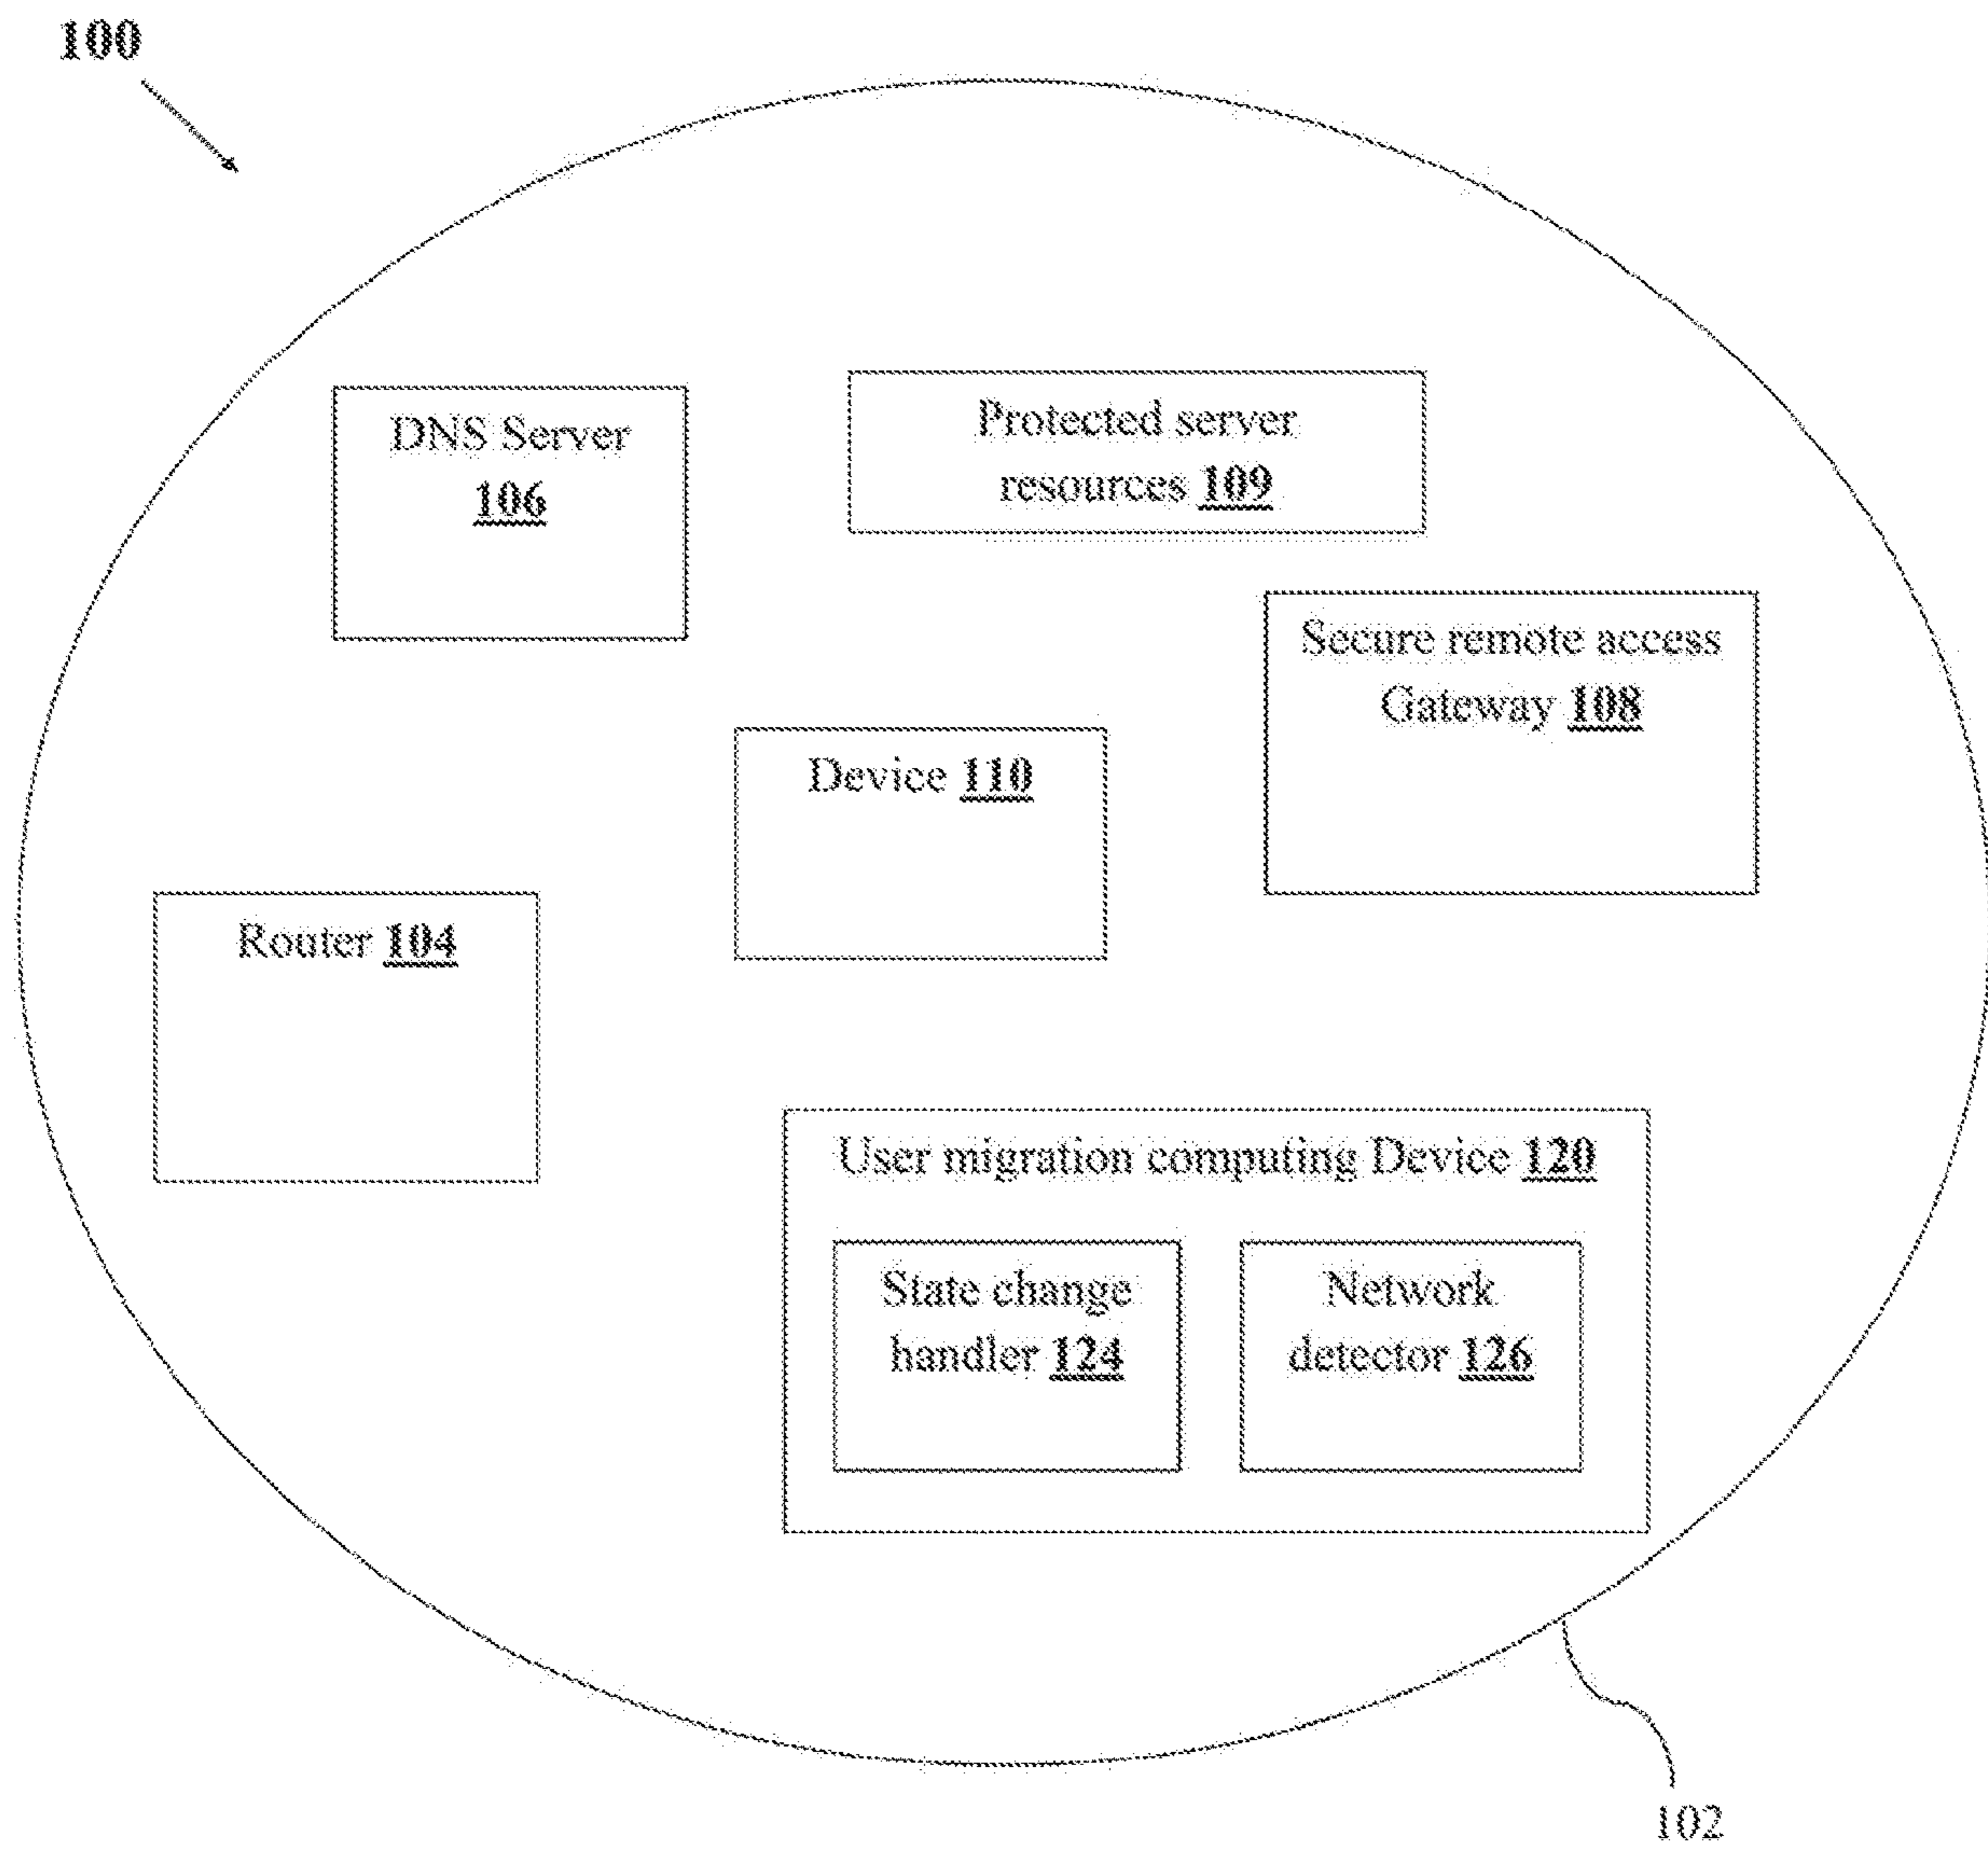 100
DNS Server
106
Protected server
resources 109
Secure remote access
Gateway 108
Device 110
Router 104
User migration computing Device 120
State change
handler 124
Network
detector 126
102